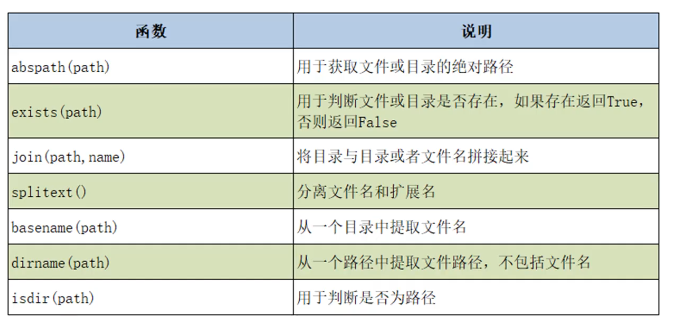 函数 说明
abspath(path) 用于获取文件或目录的绝对路径
exists(path) 用于判断文件或目录是否存在，如果存在返回True，
否则返回False
join(path,name) 将目录与目录或者文件名拼接起来
splitext() 分离文件名和扩展名
basename(path) 从一个目录中提取文件名
dirname(path) 从一个路径中提取文件路径，不包括文件名
isdir(path) 用于判断是否为路径